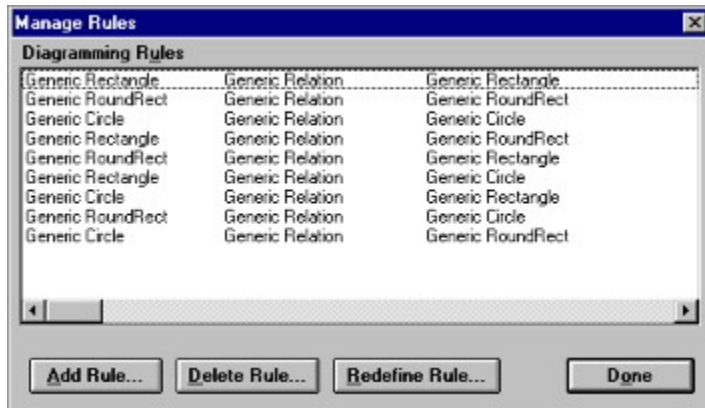 Manage Rules
Diagramming Rules
Generic Rectangle Generic Relation Generic Rectangle
Generic RoundRect Generic Relation Generic RoundRect
Generic Circle Generic Relation Generic Circle
Generic Rectangle Generic Relation Generic RoundRect
Generic RoundRect Generic Relation Generic Rectangle
Generic Rectangle Generic Relation Generic Circle
Generic Circle Generic Relation Generic Rectangle
Generic RoundRect Generic Relation Generic Circle
Generic Circle Generic Relation Generic RoundRect
Add Rule... Delete Rule... Redefine Rule... Done